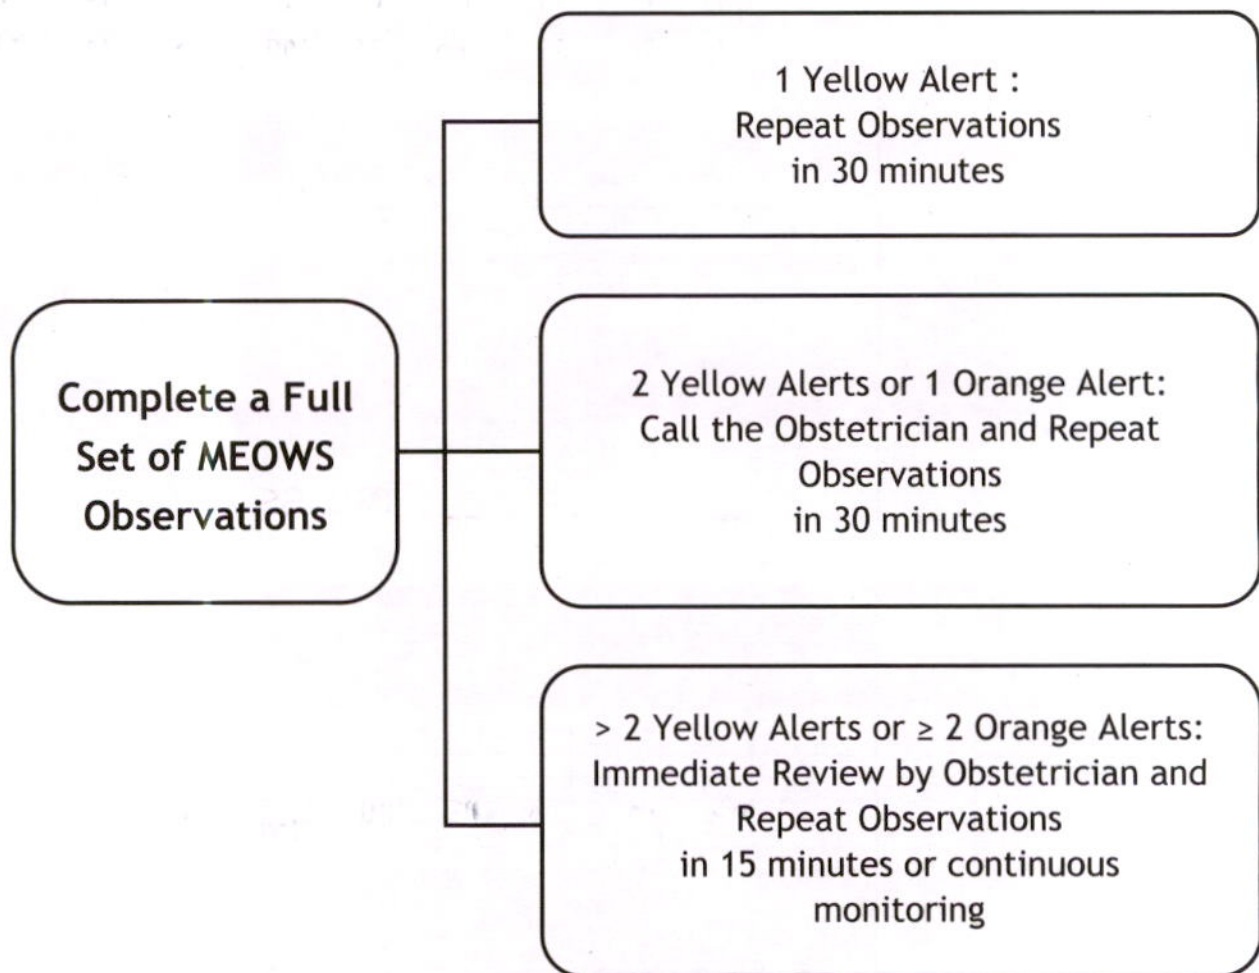 Complete a Full
Set of MEOWS
Observations
1 Yellow Alert :
Repeat Observations
in 30 minutes
2 Yellow Alerts or 1 Orange Alert:
Call the Obstetrician and Repeat
Observations
in 30 minutes
> 2 Yellow Alerts or ≥ 2 Orange Alerts:
Immediate Review by Obstetrician and
Repeat Observations
in 15 minutes or continuous
monitoring